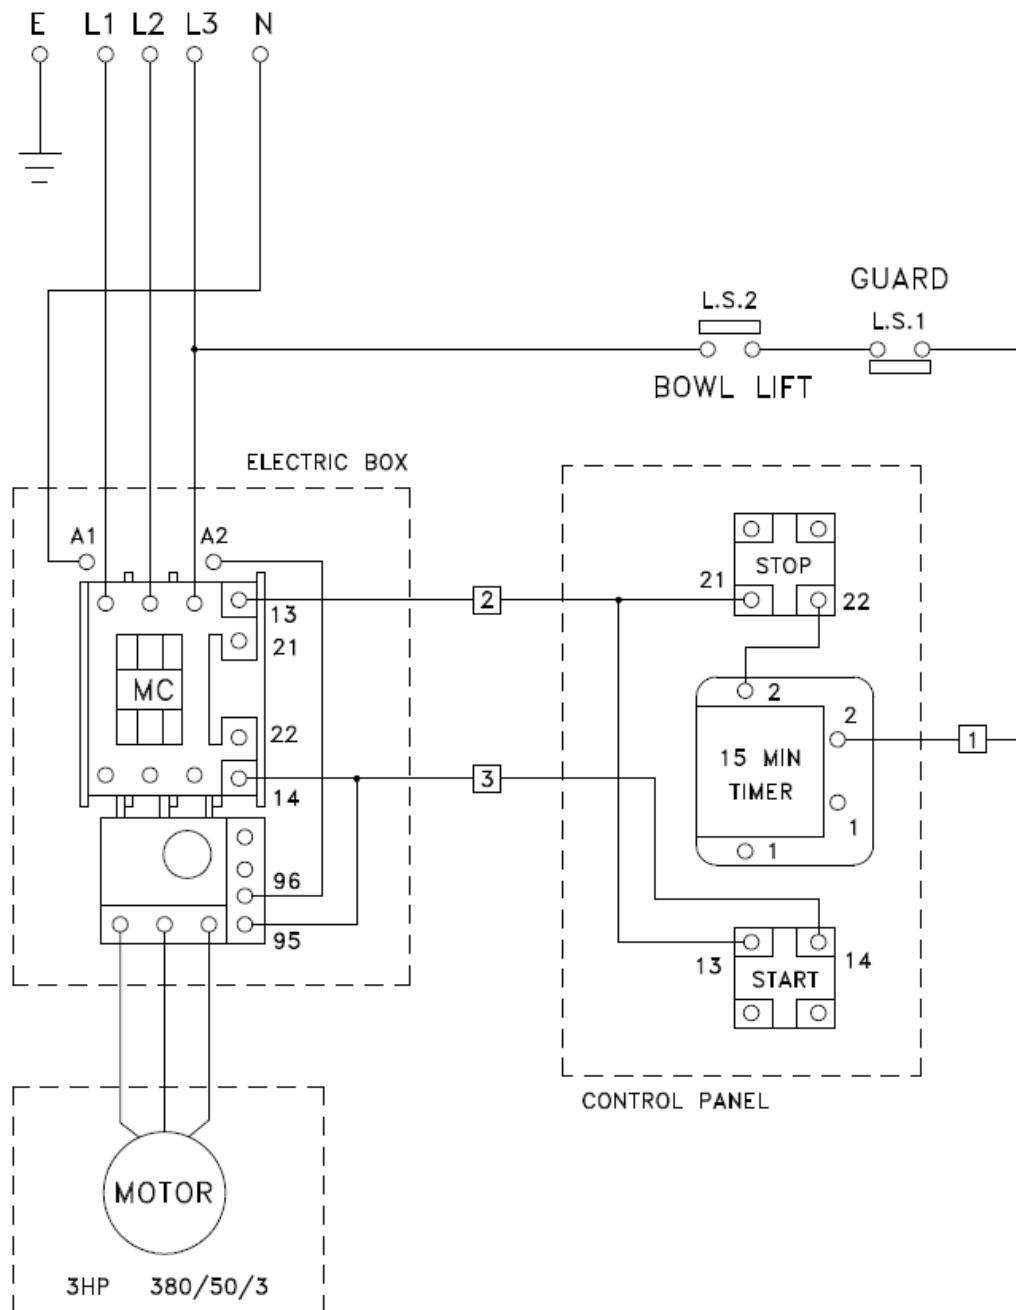 E L1 L2 L3 N
GUARD
L.S.2
L.S.1
BOWL LIFT
ELECTRIC BOX
A1
A2
STOP
21
22
2
13
21
2
2
MC
22
15 MIN
TIMER
1
3
14
1
1
96
95
13
14
START
CONTROL PANEL
MOTOR
3HP 380/50/3